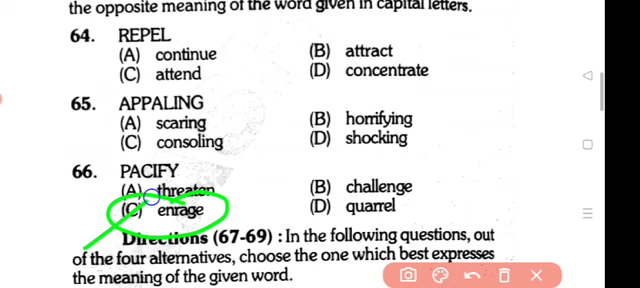 the opposite meaning of the word given in capital letters.
64. REPEL
(A) continue (B) attract
(C) attend (D) concentrate
65. APPALING
(A) scaring (B) horrifying
(C) consoling (D) shocking
66. PACIFY
(A) threaten (B) challenge
(C) enrage (D) quarrel
Directions (67-69) : In the following questions, out
of the four alternatives, choose the one which best expresses
the meaning of the given word.